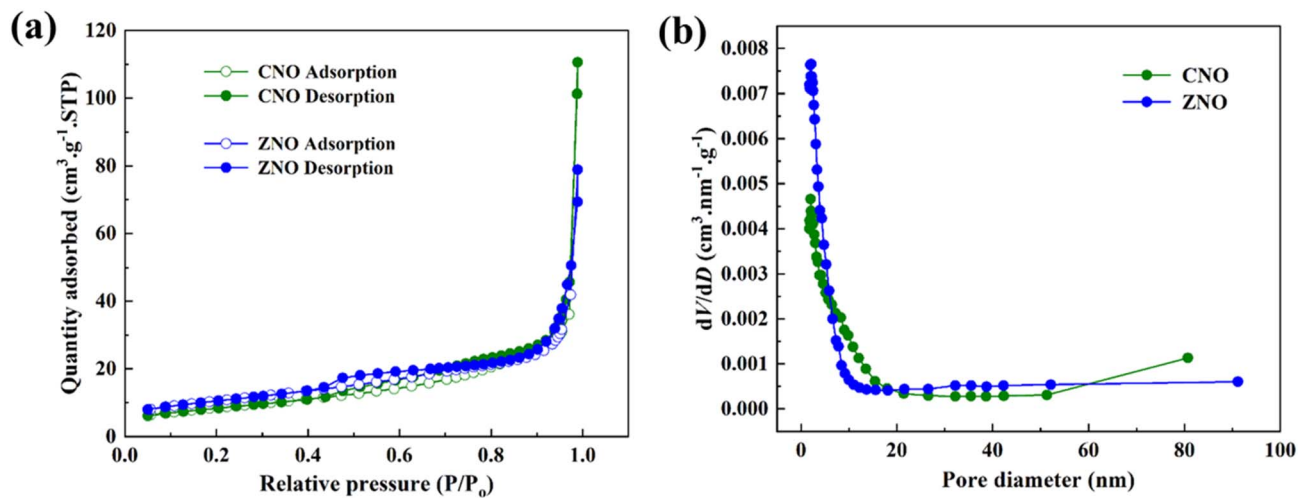 (a)
120
100
80
60
40
20
0
Quantity adsorbed (cm³.g⁻¹.STP)
CNO Adsorption
CNO Desorption
ZNO Adsorption
ZNO Desorption
0.0 0.2 0.4 0.6 0.8 1.0
Relative pressure (P/P₀)
(b)
0.008
0.007
0.006
0.005
0.004
0.003
0.002
0.001
0.000
dV/dD (cm³.nm⁻¹.g⁻¹)
CNO
ZNO
0 20 40 60 80 100
Pore diameter (nm)